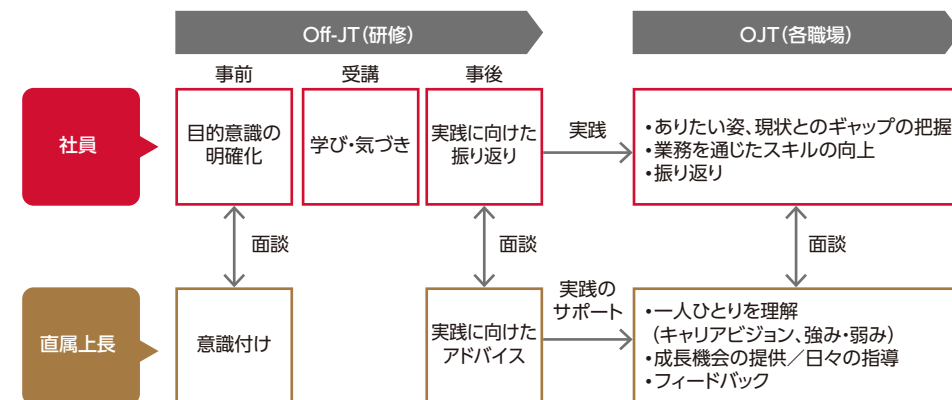 Off-JT（研修）
OJT（各職場）
事前
受講
事後
社員
目的意識の
明確化
学び・気づき
実践に向けた
振り返り
実践
・ありたい姿、現状とのギャップの把握
・業務を通じたスキルの向上
・振り返り
面談
面談
面談
直属上長
意識付け
実践に向けた
アドバイス
実践の
サポート
・一人ひとりを理解
（キャリアビジョン、強み・弱み）
・成長機会の提供／日々の指導
・フィードバック